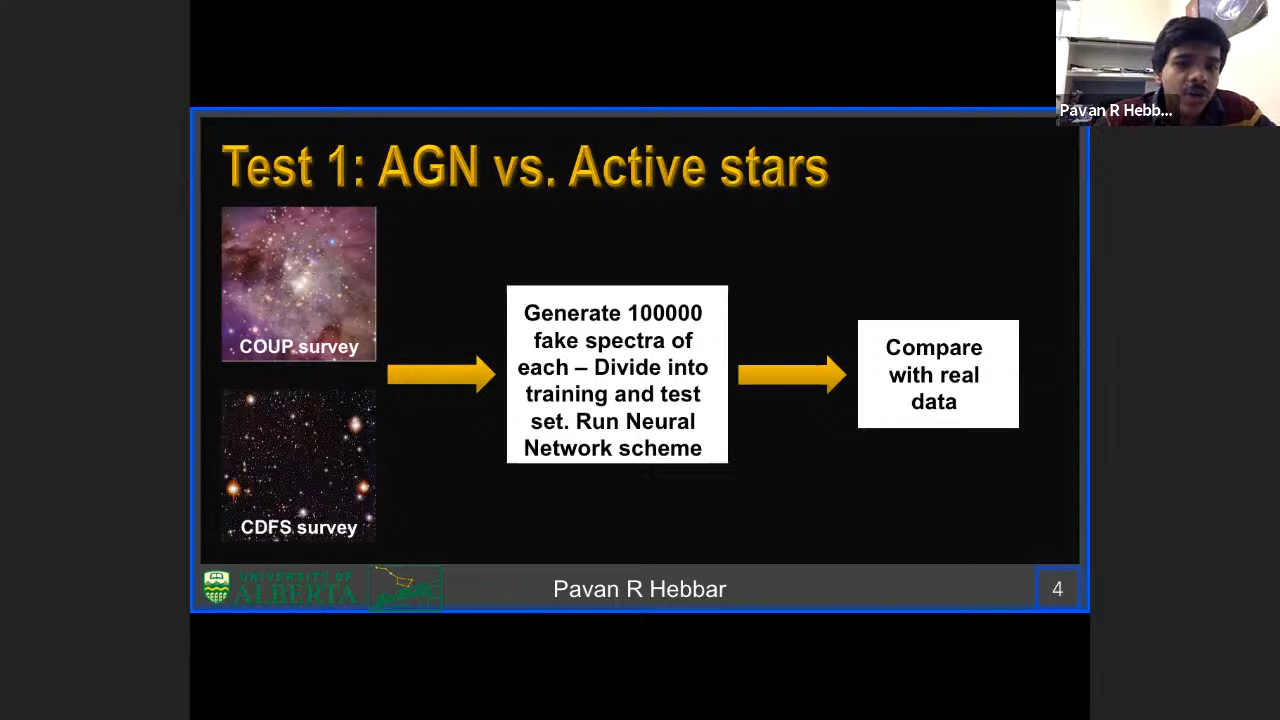 Pavan R Hebb...
Test 1: AGN vs. Active stars
COUP survey
CDFS survey
Generate 100000
fake spectra of
each – Divide into
training and test
set. Run Neural
Network scheme
Compare
with real
data
UNIVERSITY OF
ALBERTA
Pavan R Hebbar
4